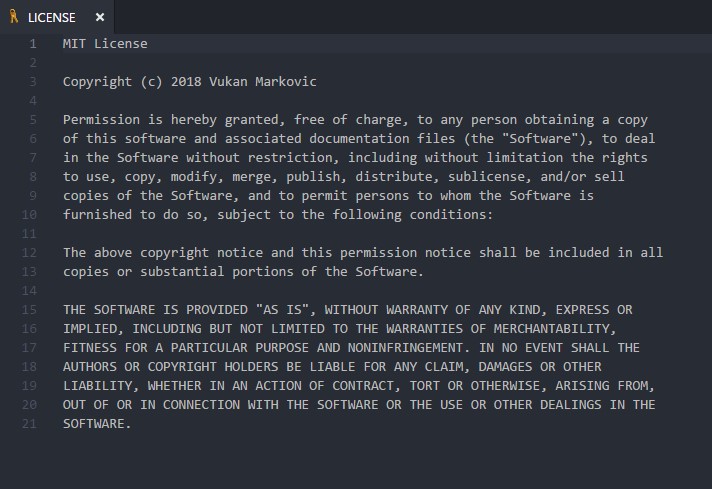 LICENSE ×
1 MIT License
2
3 Copyright (c) 2018 Vukan Markovic
4
5 Permission is hereby granted, free of charge, to any person obtaining a copy
6 of this software and associated documentation files (the "Software"), to deal
7 in the Software without restriction, including without limitation the rights
8 to use, copy, modify, merge, publish, distribute, sublicense, and/or sell
9 copies of the Software, and to permit persons to whom the Software is
10 furnished to do so, subject to the following conditions:
11
12 The above copyright notice and this permission notice shall be included in all
13 copies or substantial portions of the Software.
14
15 THE SOFTWARE IS PROVIDED "AS IS", WITHOUT WARRANTY OF ANY KIND, EXPRESS OR
16 IMPLIED, INCLUDING BUT NOT LIMITED TO THE WARRANTIES OF MERCHANTABILITY,
17 FITNESS FOR A PARTICULAR PURPOSE AND NONINFRINGEMENT. IN NO EVENT SHALL THE
18 AUTHORS OR COPYRIGHT HOLDERS BE LIABLE FOR ANY CLAIM, DAMAGES OR OTHER
19 LIABILITY, WHETHER IN AN ACTION OF CONTRACT, TORT OR OTHERWISE, ARISING FROM,
20 OUT OF OR IN CONNECTION WITH THE SOFTWARE OR THE USE OR OTHER DEALINGS IN THE
21 SOFTWARE.